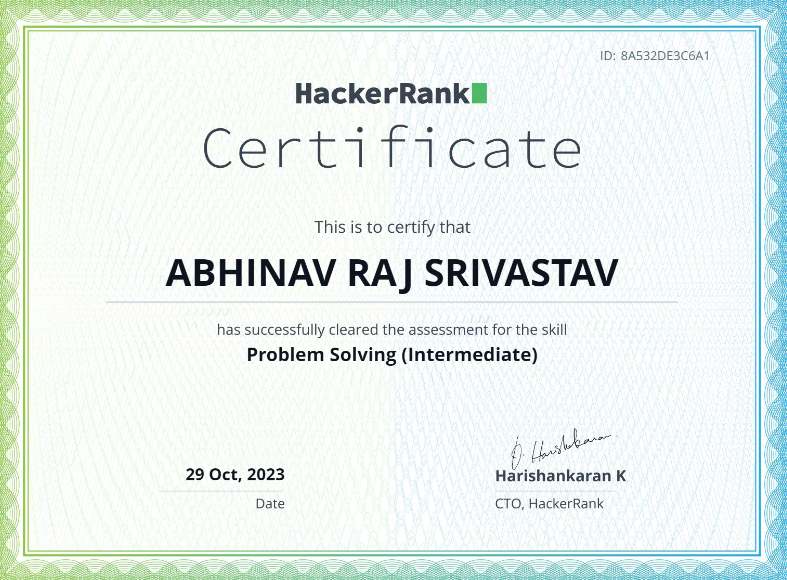 ID: 8A532DE3C6A1
HackerRank
Certificate
This is to certify that
ABHINAV RAJ SRIVASTAV
has successfully cleared the assessment for the skill
Problem Solving (Intermediate)
29 Oct, 2023
Date
Harishankaran K
CTO, HackerRank